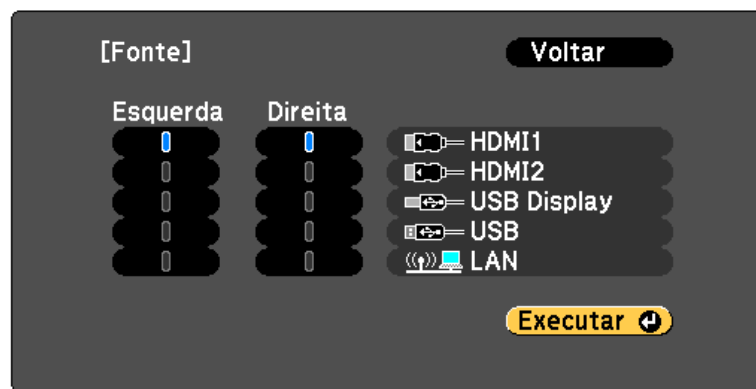 [Fonte]
Voltar
Esquerda Direita
HDMI1
HDMI2
USB Display
USB
LAN
Executar